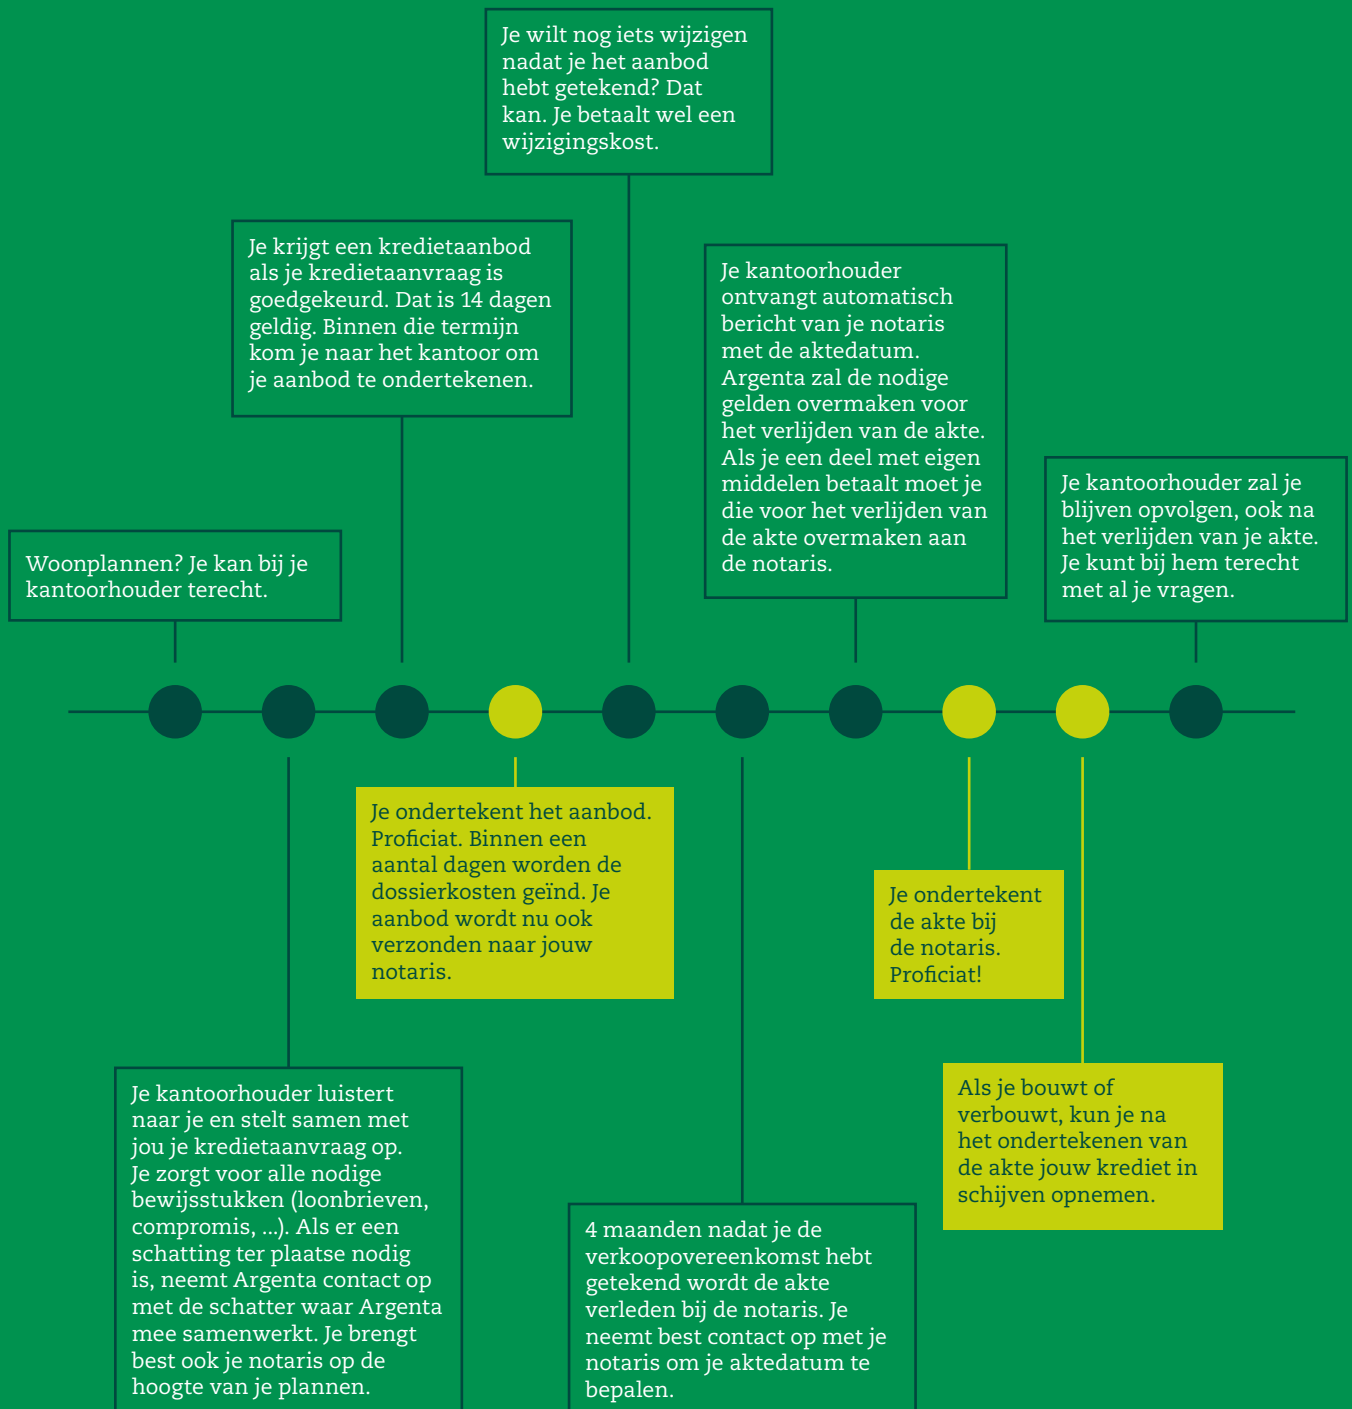 Woonplannen? Je kan bij je
kantoorhouder terecht.
Je kantoorhouder luistert
naar je en stelt samen met
jou je kredietaanvraag op.
Je zorgt voor alle nodige
bewijsstukken (loonbrieven,
compromis, ...). Als er een
schatting ter plaatse nodig
is, neemt Argenta contact op
met de schatter waar Argenta
mee samenwerkt. Je brengt
best ook je notaris op de
hoogte van je plannen.
Je krijgt een kredietaanbod
als je kredietaanvraag is
goedgekeurd. Dat is 14 dagen
geldig. Binnen die termijn
kom je naar het kantoor om
je aanbod te ondertekenen.
Je ondertekent het aanbod.
Proficiat. Binnen een
aantal dagen worden de
dossierkosten geïnd. Je
aanbod wordt nu ook
verzonden naar jouw
notaris.
Je wilt nog iets wijzigen
nadat je het aanbod
hebt getekend? Dat
kan. Je betaalt wel een
wijzigingskost.
4 maanden nadat je de
verkoopovereenkomst hebt
getekend wordt de akte
verleden bij de notaris. Je
neemt best contact op met je
notaris om je aktedatum te
bepalen.
Je kantoorhouder
ontvangt automatisch
bericht van je notaris
met de aktedatum.
Argenta zal de nodige
gelden overmaken voor
het verlijden van de akte.
Als je een deel met eigen
middelen betaalt moet je
die voor het verlijden van
de akte overmaken aan
de notaris.
Je ondertekent
de akte bij
de notaris.
Proficiat!
Als je bouwt of
verbouwt, kun je na
het ondertekenen van
de akte jouw krediet in
schijven opnemen.
Je kantoorhouder zal je
blijven opvolgen, ook na
het verlijden van je akte.
Je kunt bij hem terecht
met al je vragen.